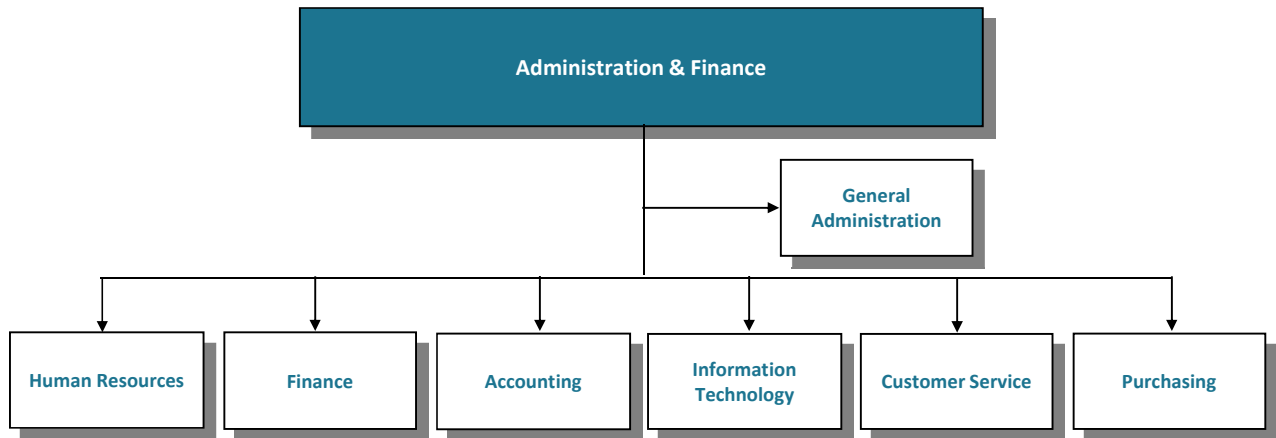 Administration & Finance
General
Administration
Human Resources
Finance
Accounting
Information
Technology
Customer Service
Purchasing